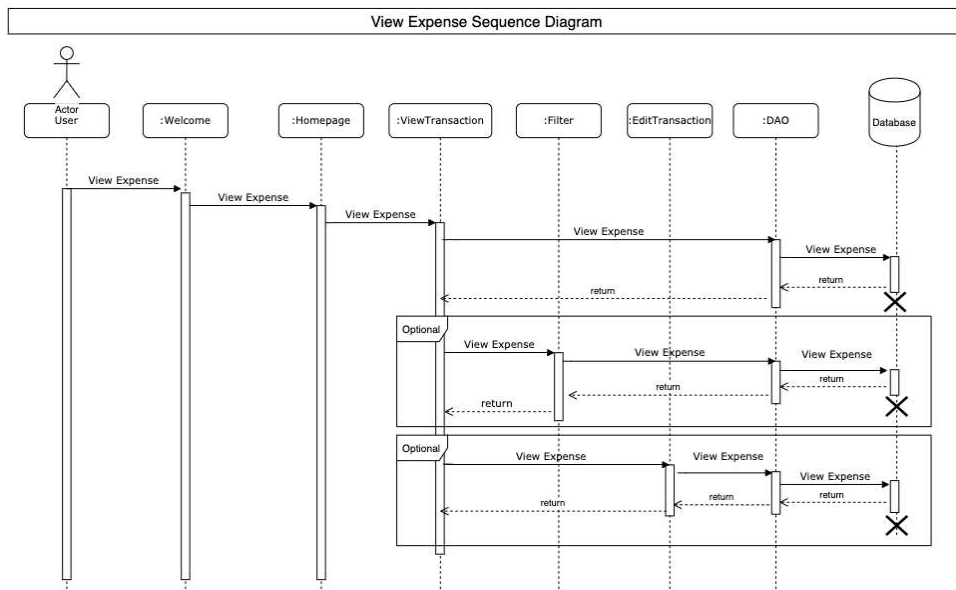 View Expense Sequence Diagram
Actor
User
:Welcome
:Homepage
:ViewTransaction
:Filter
:EditTransaction
:DAO
Database
View Expense
View Expense
View Expense
View Expense
View Expense
return
return
Optional
View Expense
View Expense
View Expense
return
return
return
Optional
View Expense
View Expense
View Expense
return
return
return